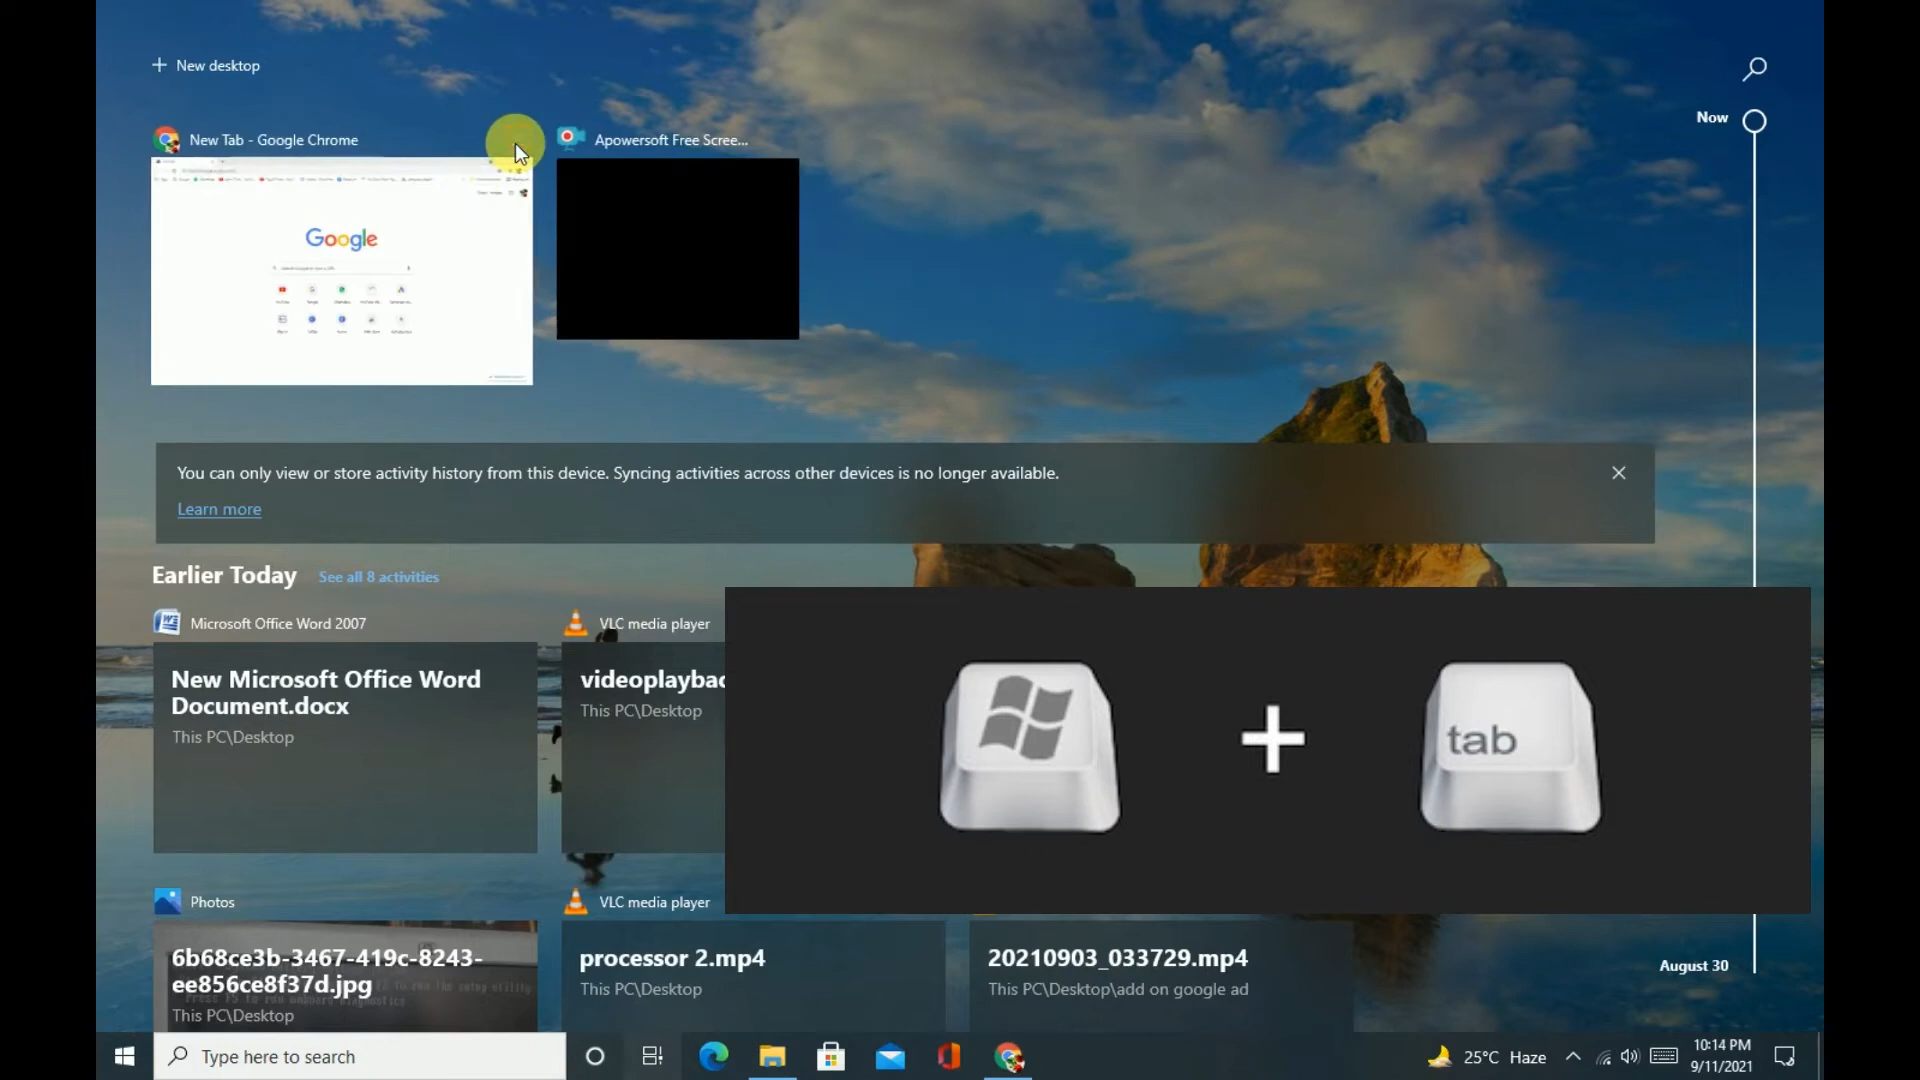 New desktop
New Tab - Google Chrome
Apowersoft Free Scree...
Now
Google
You can only view or store activity history from this device. Syncing activities across other devices is no longer available.
Learn more
Earlier Today
See all 8 activities
Microsoft Office Word 2007
VLC media player
New Microsoft Office Word
Document.docx
This PC\Desktop
videoplaybac
This PC\Desktop
tab
Photos
VLC media player
6b68ce3b-3467-419c-8243-
ee856ce8f37d.jpg
This PC\Desktop
processor 2.mp4
This PC\Desktop
20210903_033729.mp4
This PC\Desktop\add on google ad
August 30
Type here to search
25°C Haze
10:14 PM
9/11/2021